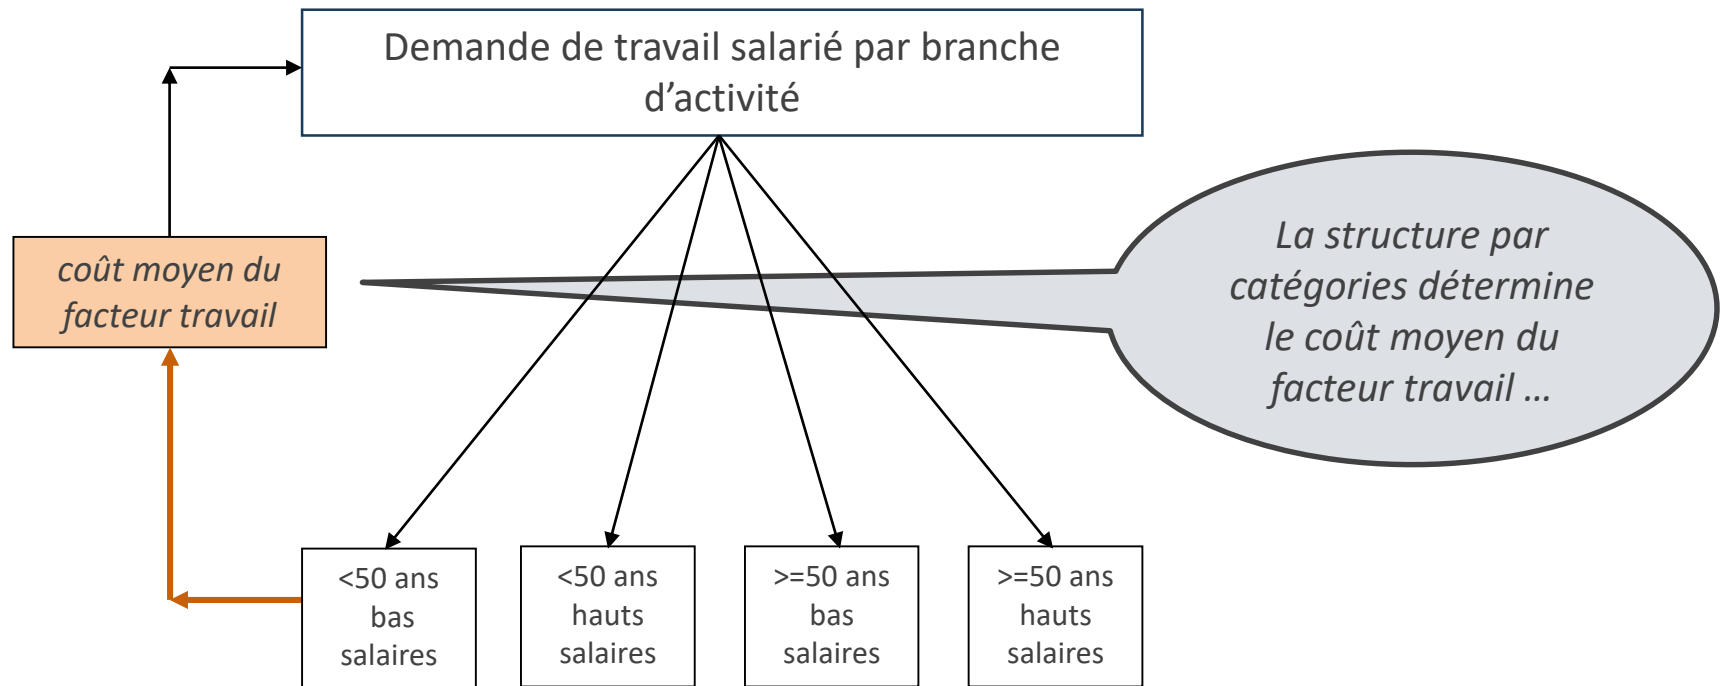 Demande de travail salarié par branche
d’activité
coût moyen du
facteur travail
La structure par
catégories détermine
le coût moyen du
facteur travail ...
<50 ans
bas
salaires
<50 ans
hauts
salaires
>=50 ans
bas
salaires
>=50 ans
hauts
salaires